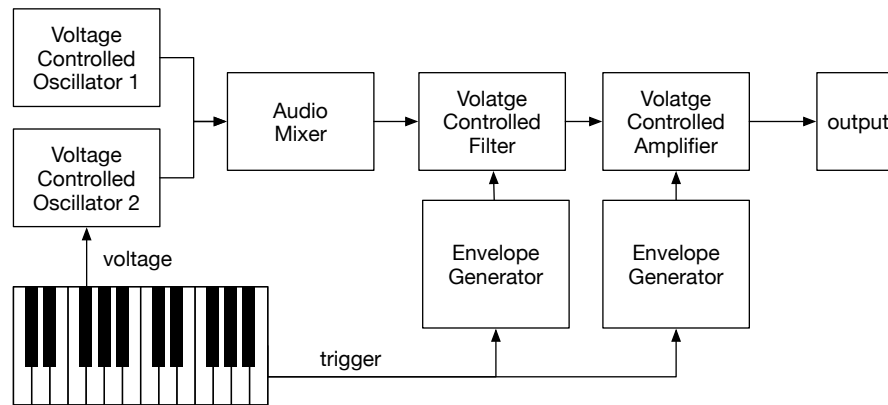 Voltage
Controlled
Oscillator 1
Voltage
Controlled
Oscillator 2
Audio
Mixer
Volatge
Controlled
Filter
Volatge
Controlled
Amplifier
output
Envelope
Generator
Envelope
Generator
voltage
trigger